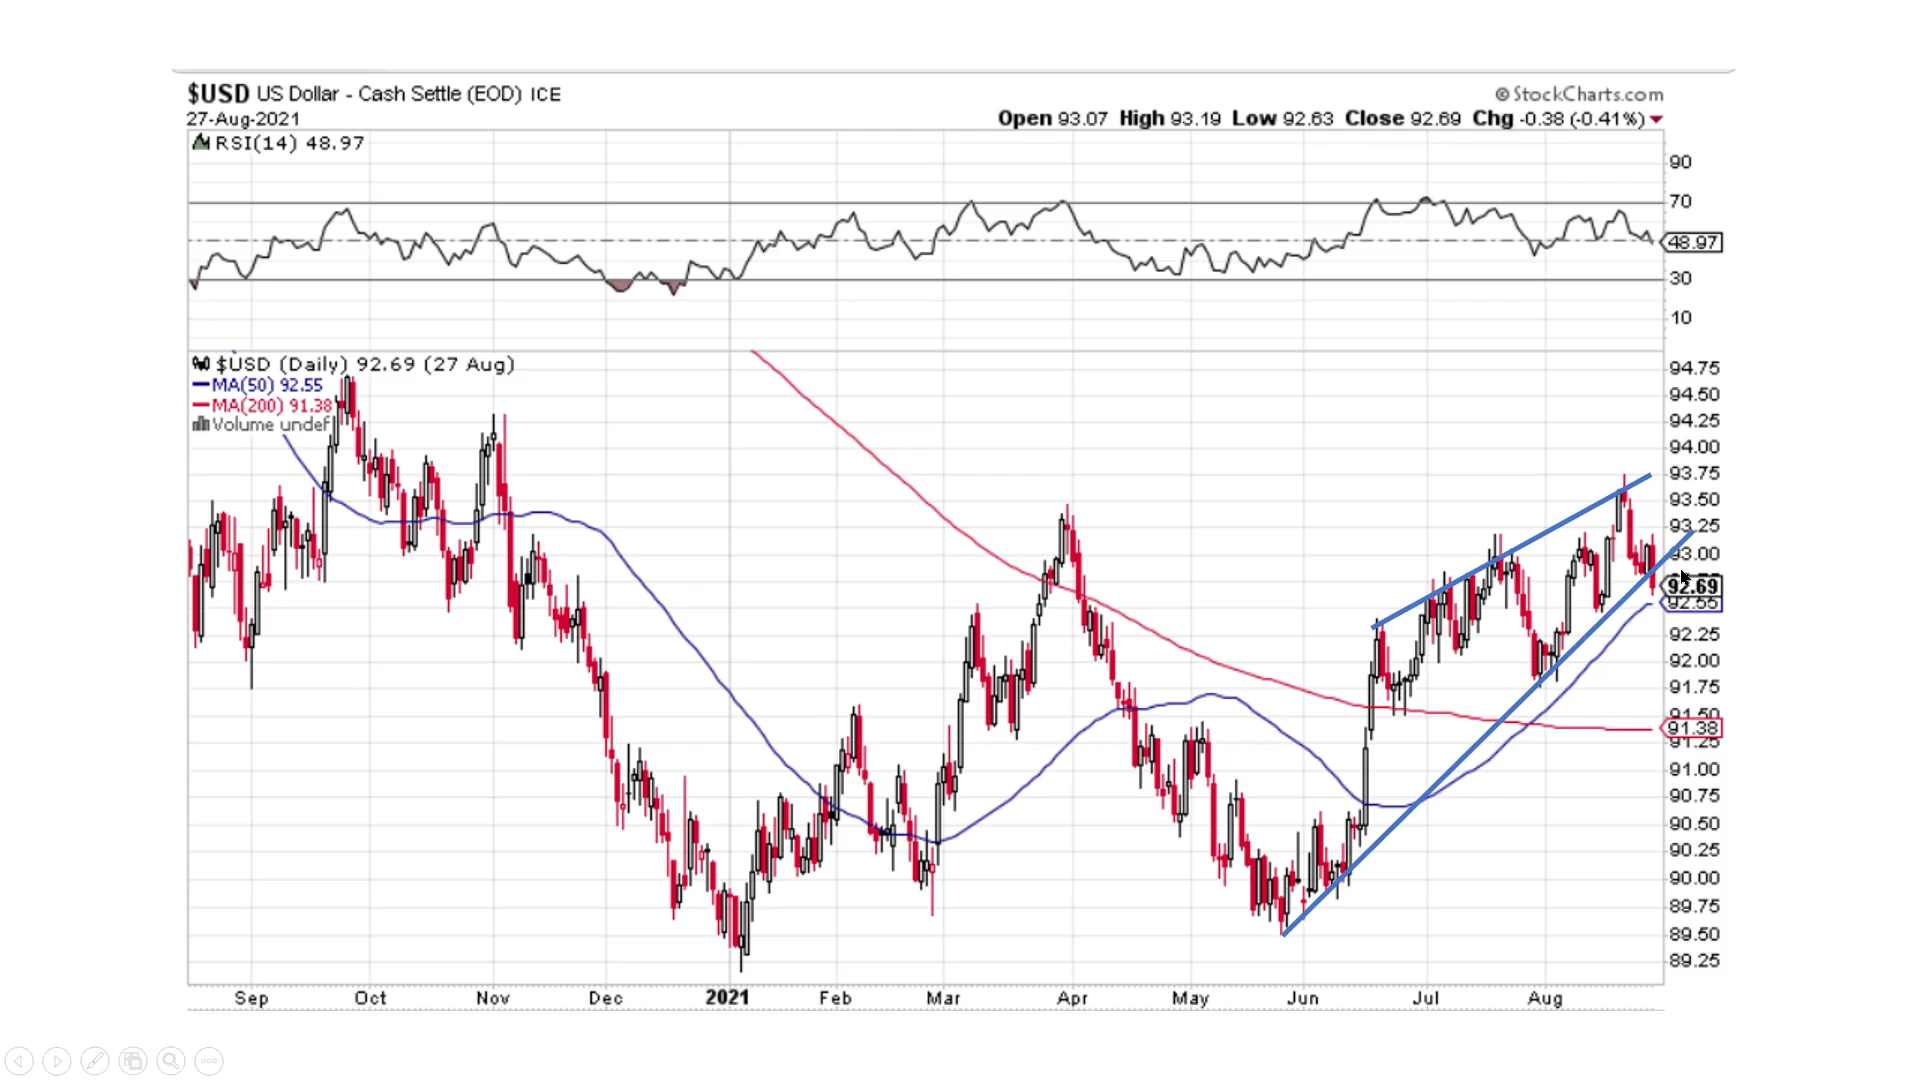 $USD US Dollar - Cash Settle (EOD) ICE
© StockCharts.com
27-Aug-2021
Open 93.07 High 93.19 Low 92.63 Close 92.69 Chg -0.38 (-0.41%)
RSI(14) 48.97
90
70
48.97
30
10
$USD (Daily) 92.69 (27 Aug)
MA(50) 92.55
MA(200) 91.38
Volume undef
94.75
94.50
94.25
94.00
93.75
93.50
93.25
93.00
92.69
92.55
92.25
92.00
91.75
91.50
91.38
91.25
91.00
90.75
90.50
90.25
90.00
89.75
89.50
89.25
Sep Oct Nov Dec 2021 Feb Mar Apr May Jun Jul Aug